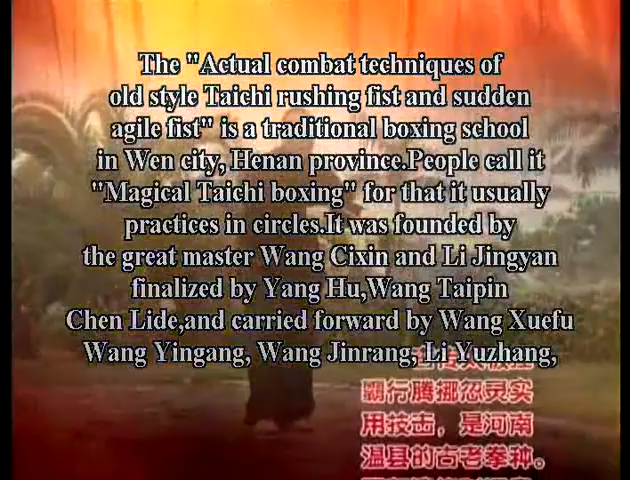 The "Actual combat techniques of
old style Taichi rushing fist and sudden
agile fist" is a traditional boxing school
in Wen city, Henan province.People call it
"Magical Taichi boxing" for that it usually
practices in circles.It was founded by
the great master Wang Cixin and Li Jingyan
finalized by Yang Hu,Wang Taipin
Chen Lide,and carried forward by Wang Xuefu
Wang Yingang, Wang Jinrang, Li Yuzhang,
霸行腾挪忽灵实
用技击，是河南
温县的古老拳种。